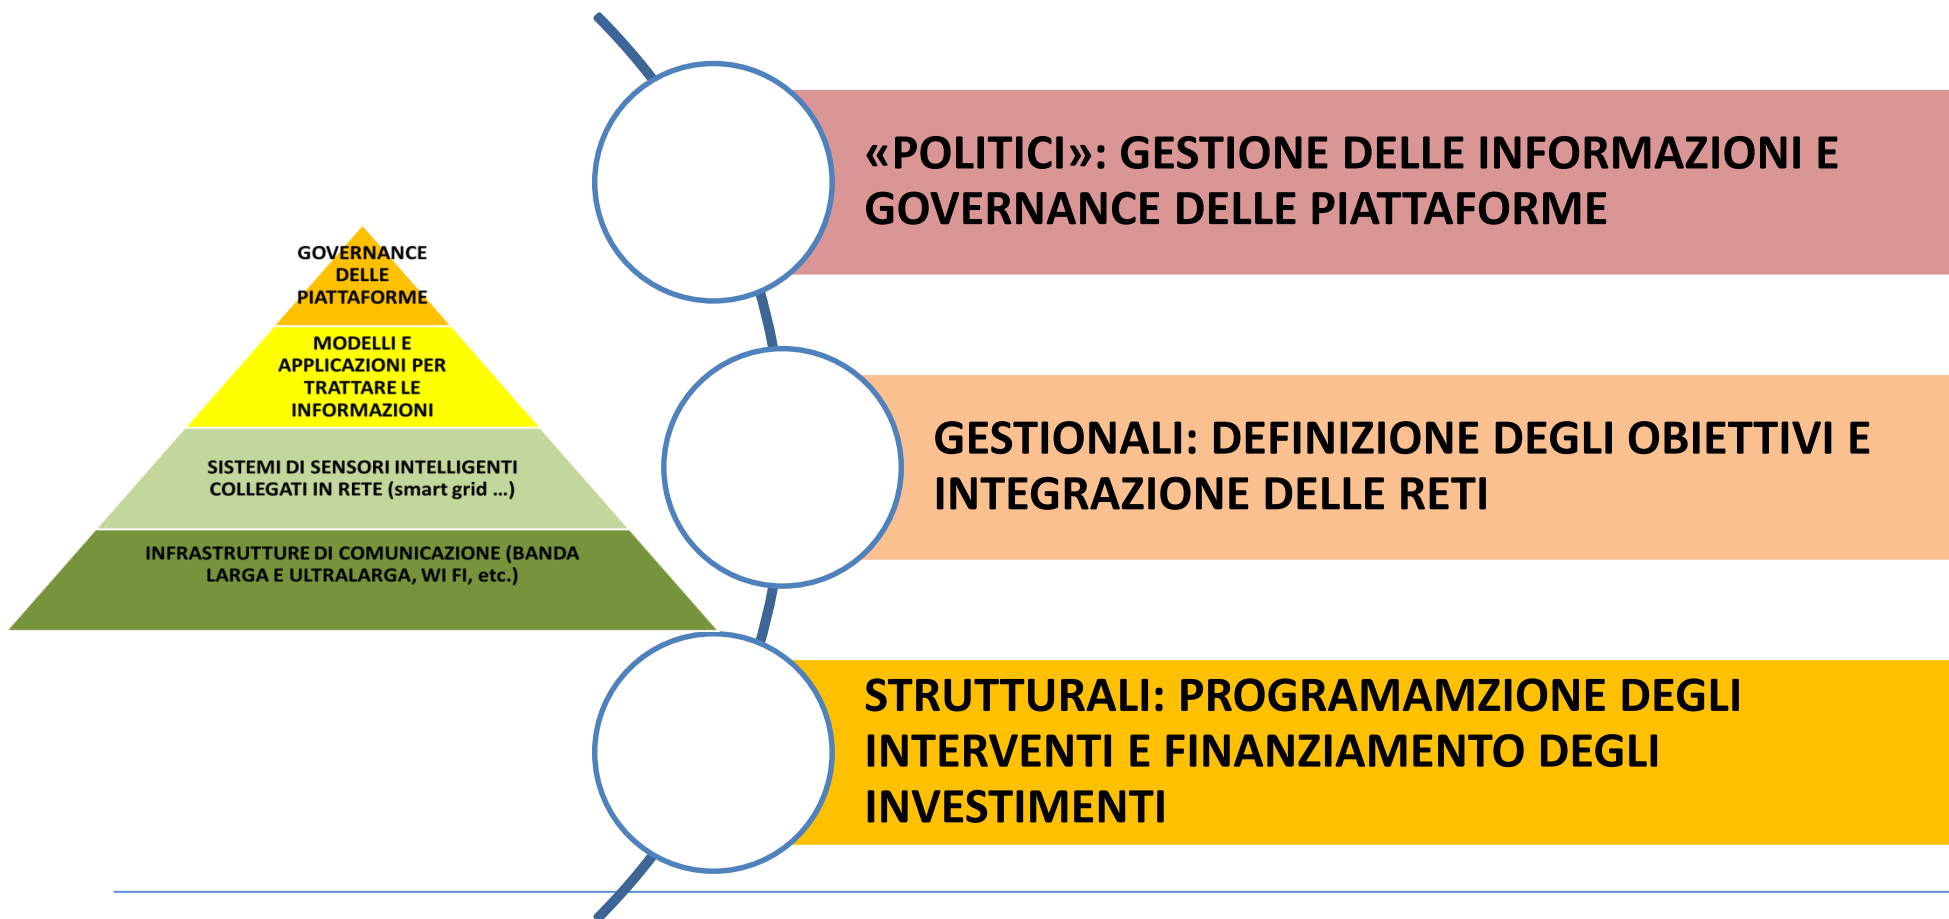 GOVERNANCE
DELLE
PIATTAFORME
MODELLI E
APPLICAZIONI PER
TRATTARE LE
INFORMAZIONI
SISTEMI DI SENSORI INTELLIGENTI
COLLEGATI IN RETE (smart grid ...)
INFRASTRUTTURE DI COMUNICAZIONE (BANDA
LARGA E ULTRALARGA, WI FI, etc.)
«POLITICI»: GESTIONE DELLE INFORMAZIONI E
GOVERNANCE DELLE PIATTAFORME
GESTIONALI: DEFINIZIONE DEGLI OBIETTIVI E
INTEGRAZIONE DELLE RETI
STRUTTURALI: PROGRAMAMZIONE DEGLI
INTERVENTI E FINANZIAMENTO DEGLI
INVESTIMENTI